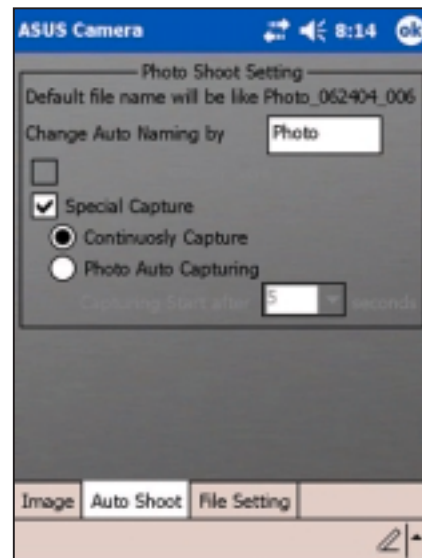 ASUS Camera 8:14 ok
Photo Shoot Setting
Default file name will be like Photo_062404_006
Change Auto Naming by Photo
Special Capture
Continuosly Capture
Photo Auto Capturing
Capturing Start after 5 seconds
Image Auto Shoot File Setting